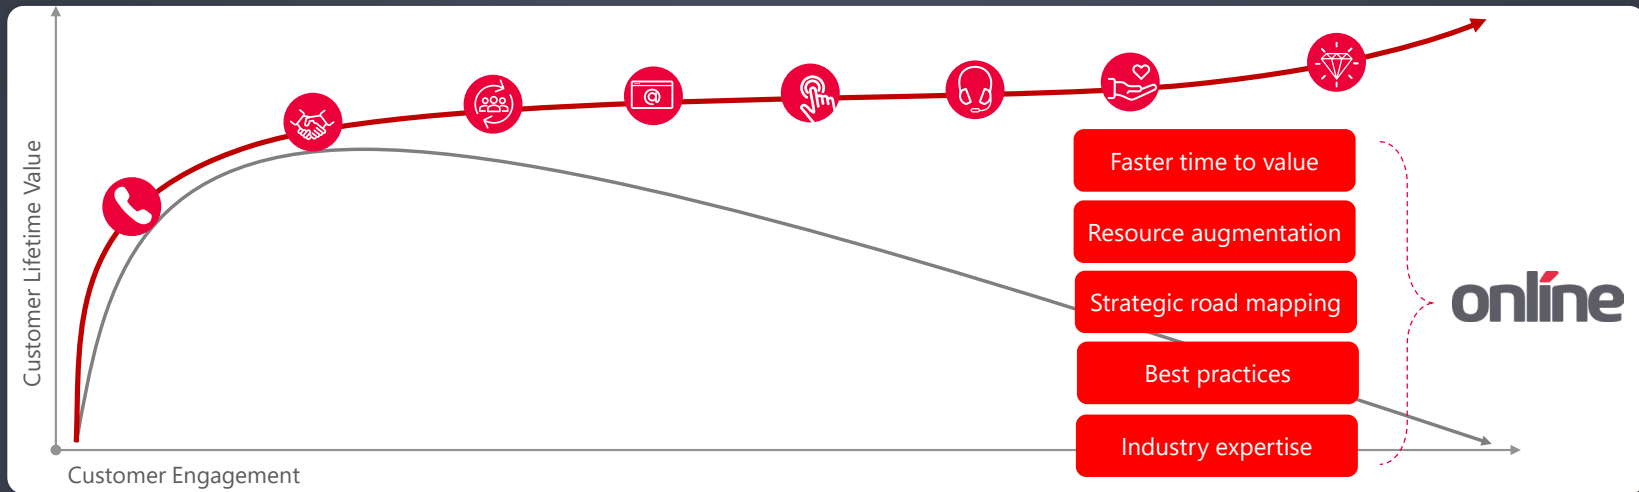 Customer Lifetime Value
@
Faster time to value
Resource augmentation
Strategic road mapping
Best practices
Industry expertise
online
Customer Engagement